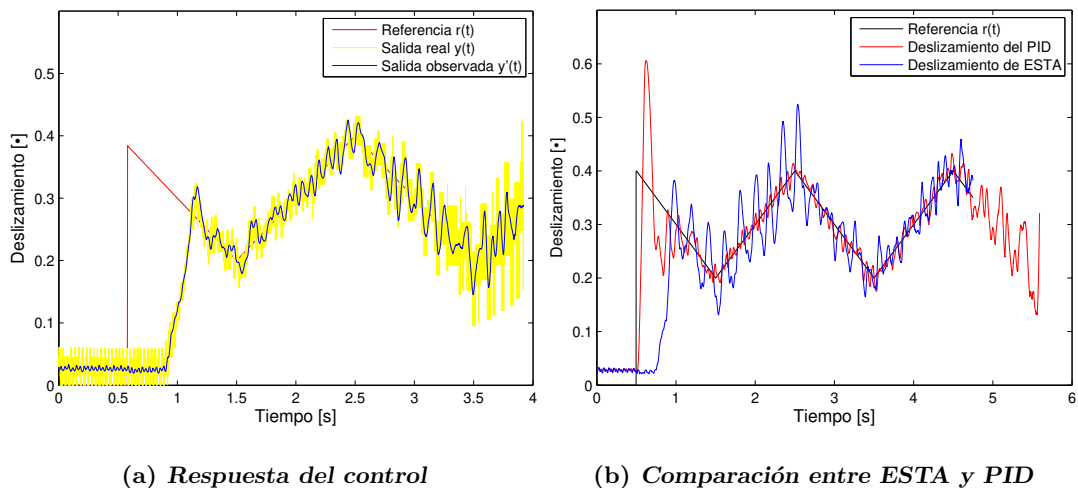 Referencia r(t)
Salida real y(t)
Salida observada y'(t)
0.5
0.4
0.3
0.2
0.1
0
Deslizamiento [•]
0 0.5 1 1.5 2 2.5 3 3.5 4
Tiempo [s]
(a) Respuesta del control
Referencia r(t)
Deslizamiento del PID
Deslizamiento de ESTA
0.6
0.5
0.4
0.3
0.2
0.1
0
Deslizamiento [•]
0 1 2 3 4 5 6
Tiempo [s]
(b) Comparación entre ESTA y PID